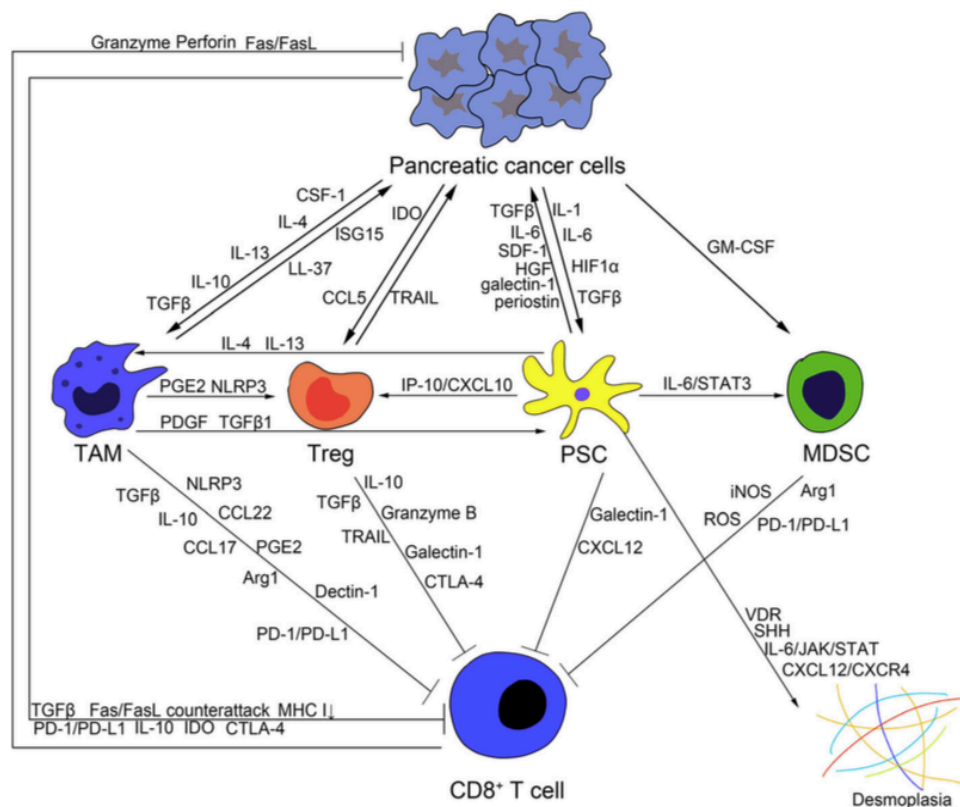 Granzyme Perforin Fas/FasL
Pancreatic cancer cells
CSF-1
IL-4
IL-13
IL-10
TGFβ
ISG15
LL-37
IDO
CCL5
TRAIL
TGFβ
IL-6
SDF-1
HGF
galectin-1
periostin
IL-1
IL-6
HIF1α
TGFβ
GM-CSF
IL-4 IL-13
PGE2 NLRP3
IP-10/CXCL10
IL-6/STAT3
PDGF TGFβ1
TAM
Treg
PSC
MDSC
TGFβ
IL-10
CCL17
Arg1
PD-1/PD-L1
NLRP3
CCL22
PGE2
Dectin-1
TGFβ
TRAIL
IL-10
Granzyme B
Galectin-1
CTLA-4
Galectin-1
CXCL12
iNOS
ROS
Arg1
PD-1/PD-L1
VDR
SHH
IL-6/JAK/STAT
CXCL12/CXCR4
TGFβ Fas/FasL counterattack MHC I↓
PD-1/PD-L1 IL-10 IDO CTLA-4
CD8⁺ T cell
Desmoplasia